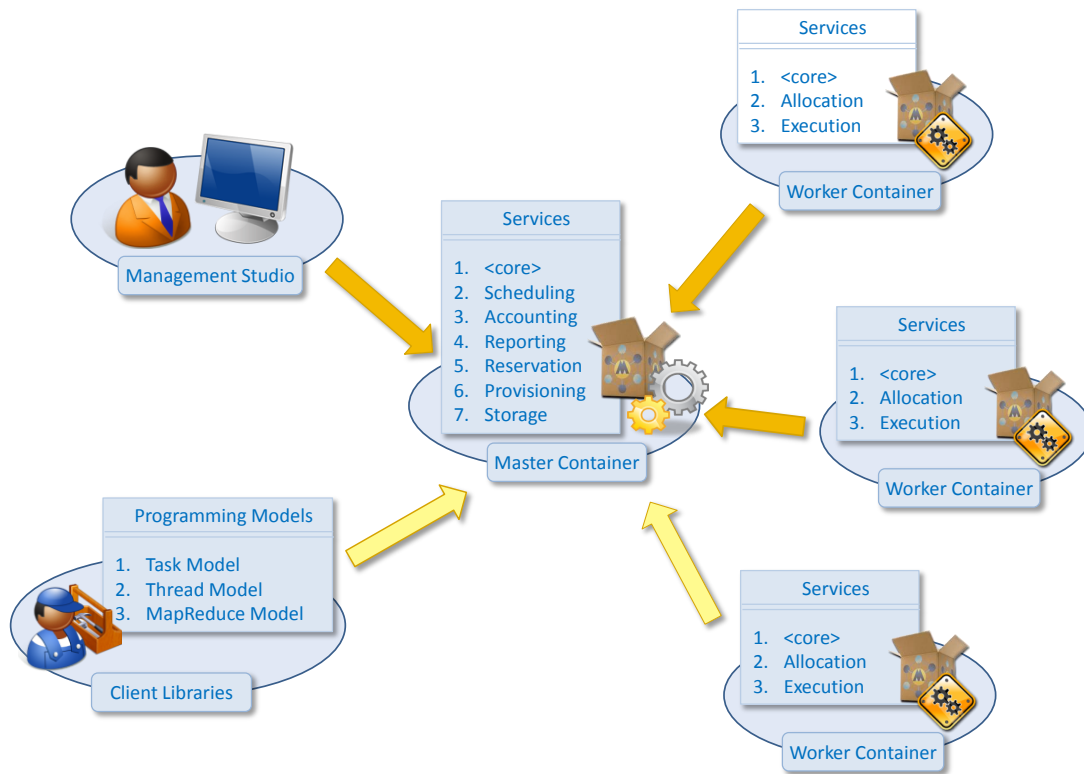 Services
1. <core>
2. Allocation
3. Execution
Worker Container
Management Studio
Services
1. <core>
2. Scheduling
3. Accounting
4. Reporting
5. Reservation
6. Provisioning
7. Storage
Master Container
Services
1. <core>
2. Allocation
3. Execution
Worker Container
Programming Models
1. Task Model
2. Thread Model
3. MapReduce Model
Client Libraries
Services
1. <core>
2. Allocation
3. Execution
Worker Container